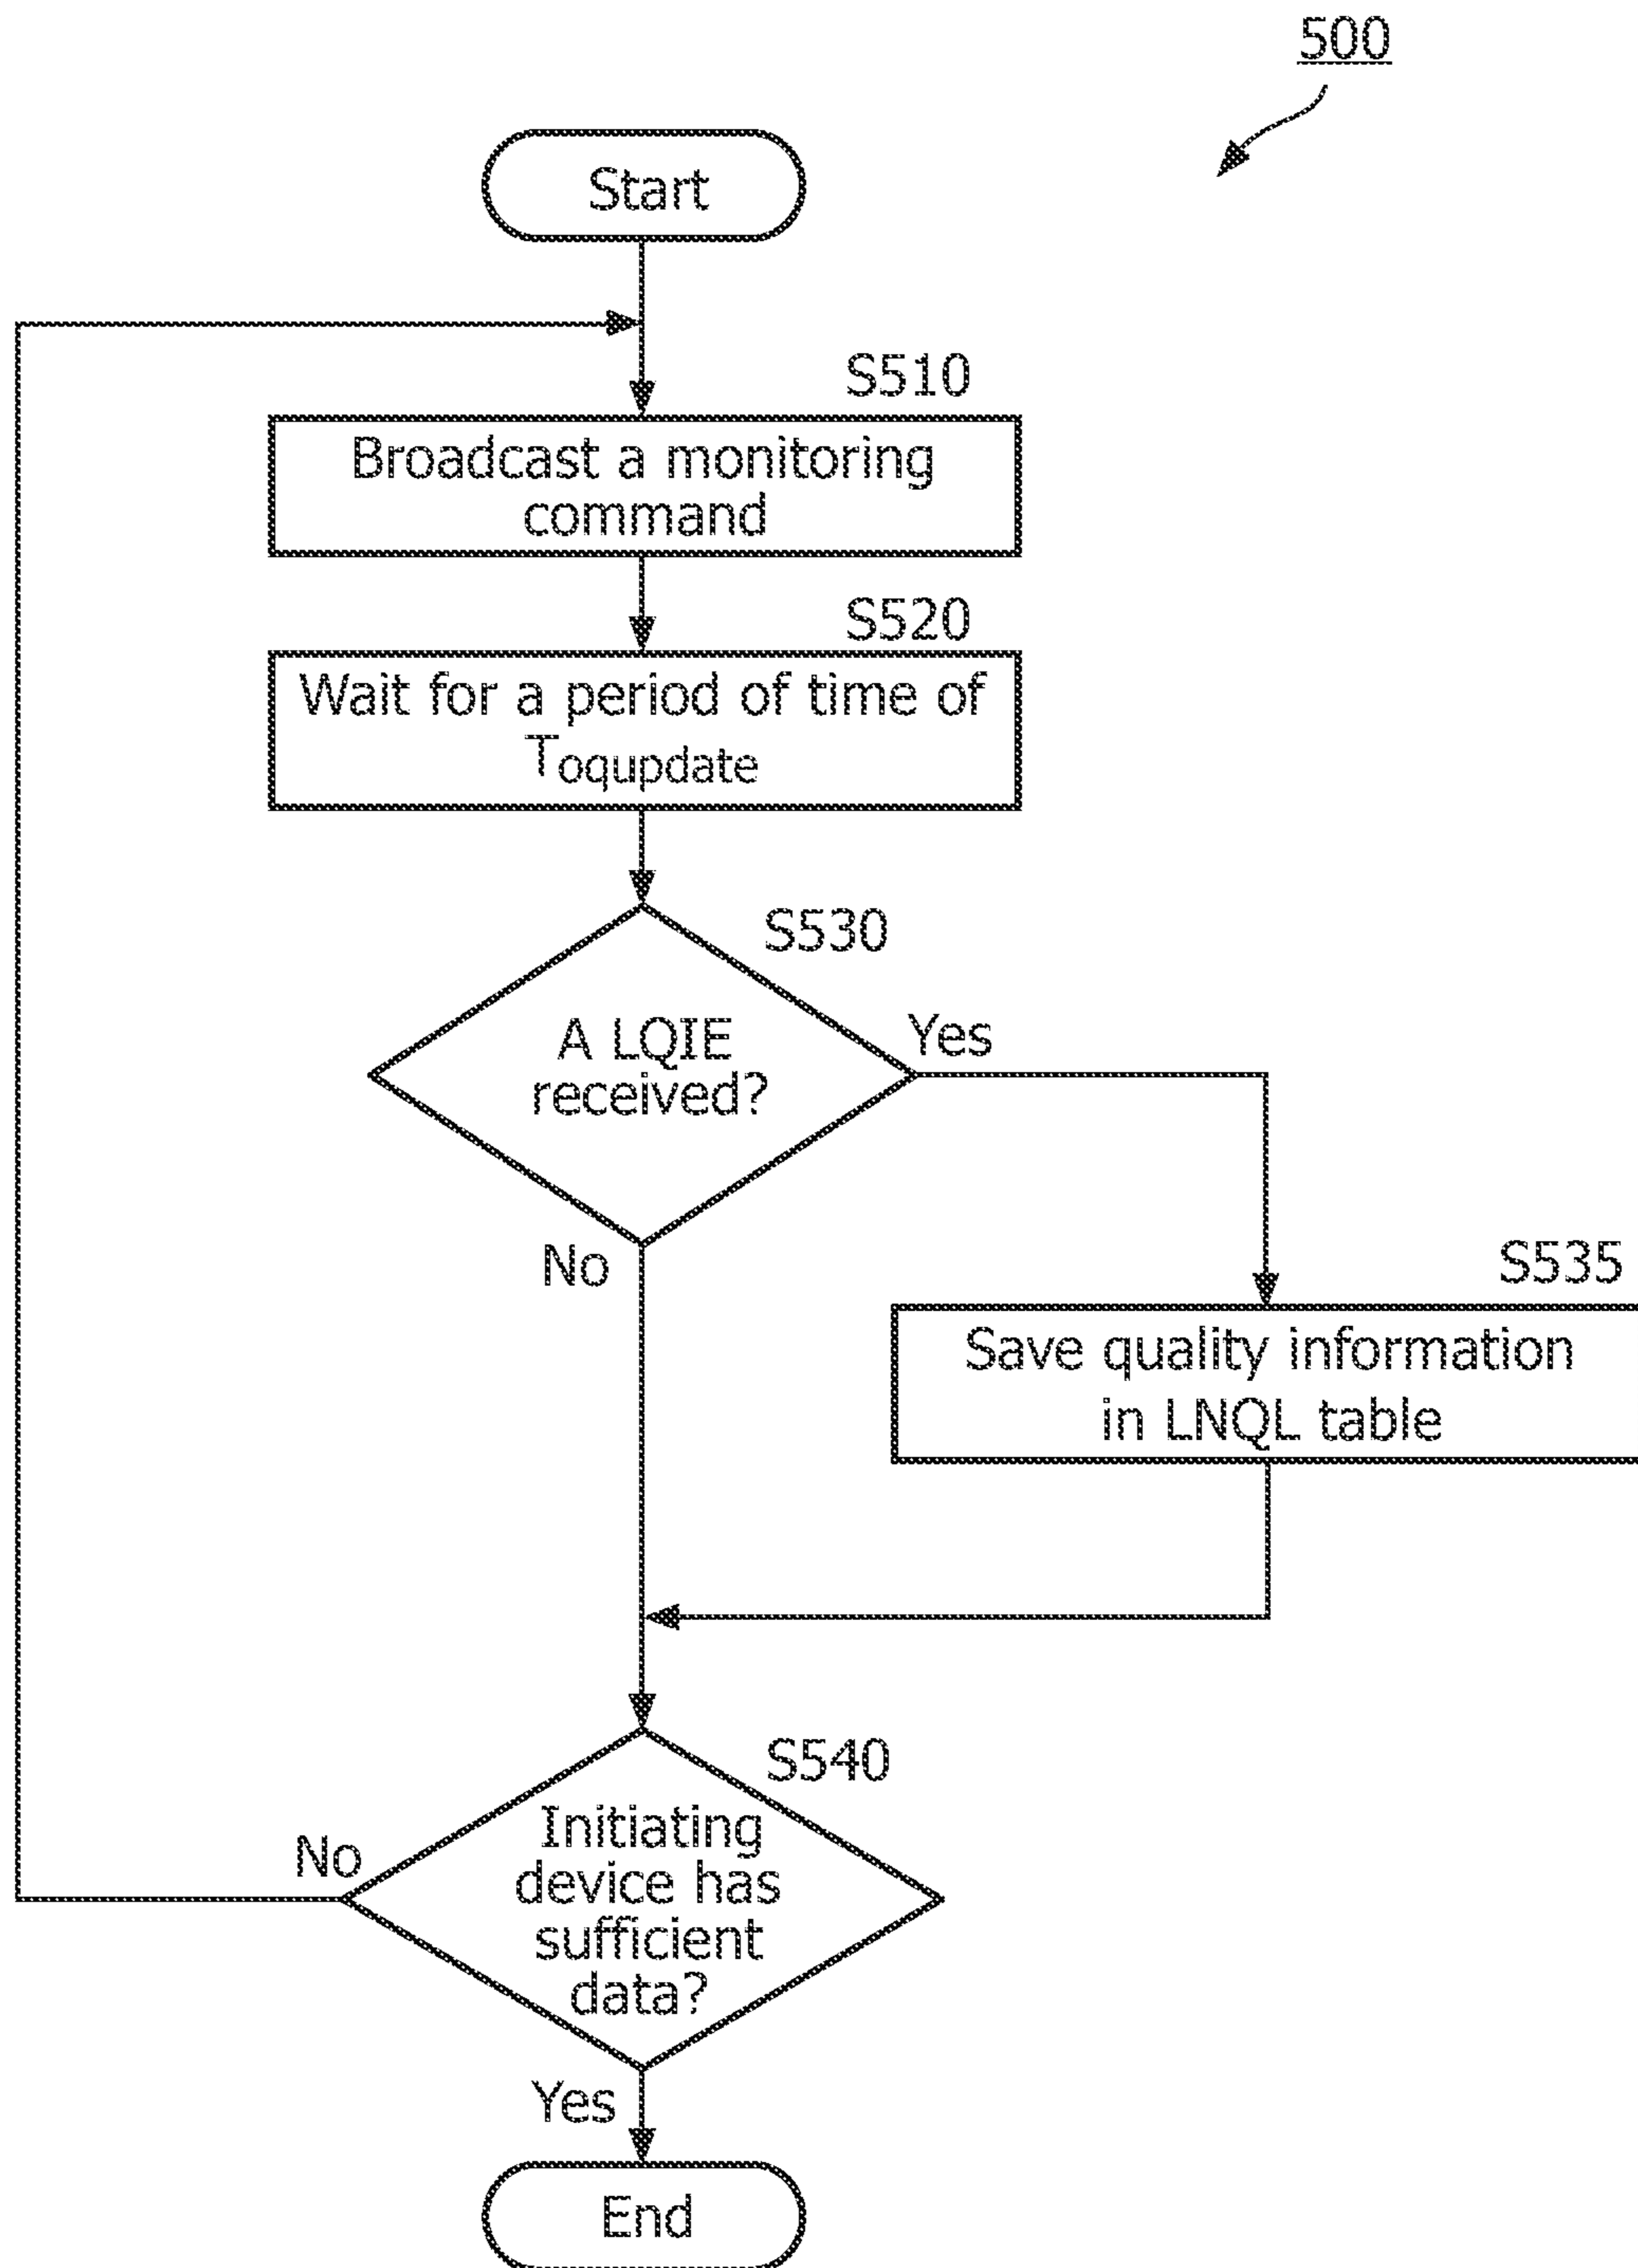 500
Start
S510
Broadcast a monitoring
command
S520
Wait for a period of time of
Toqupdate
S530
A LQIE
received?
Yes
No
S535
Save quality information
in LNQL table
S540
Initiating
device has
sufficient
data?
No
Yes
End